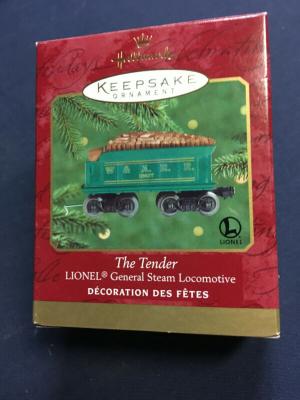 Hallmark
KEEPSAKE
ORNAMENT
LIONEL
The Tender
LIONEL® General Steam Locomotive
DÉCORATION DES FÊTES